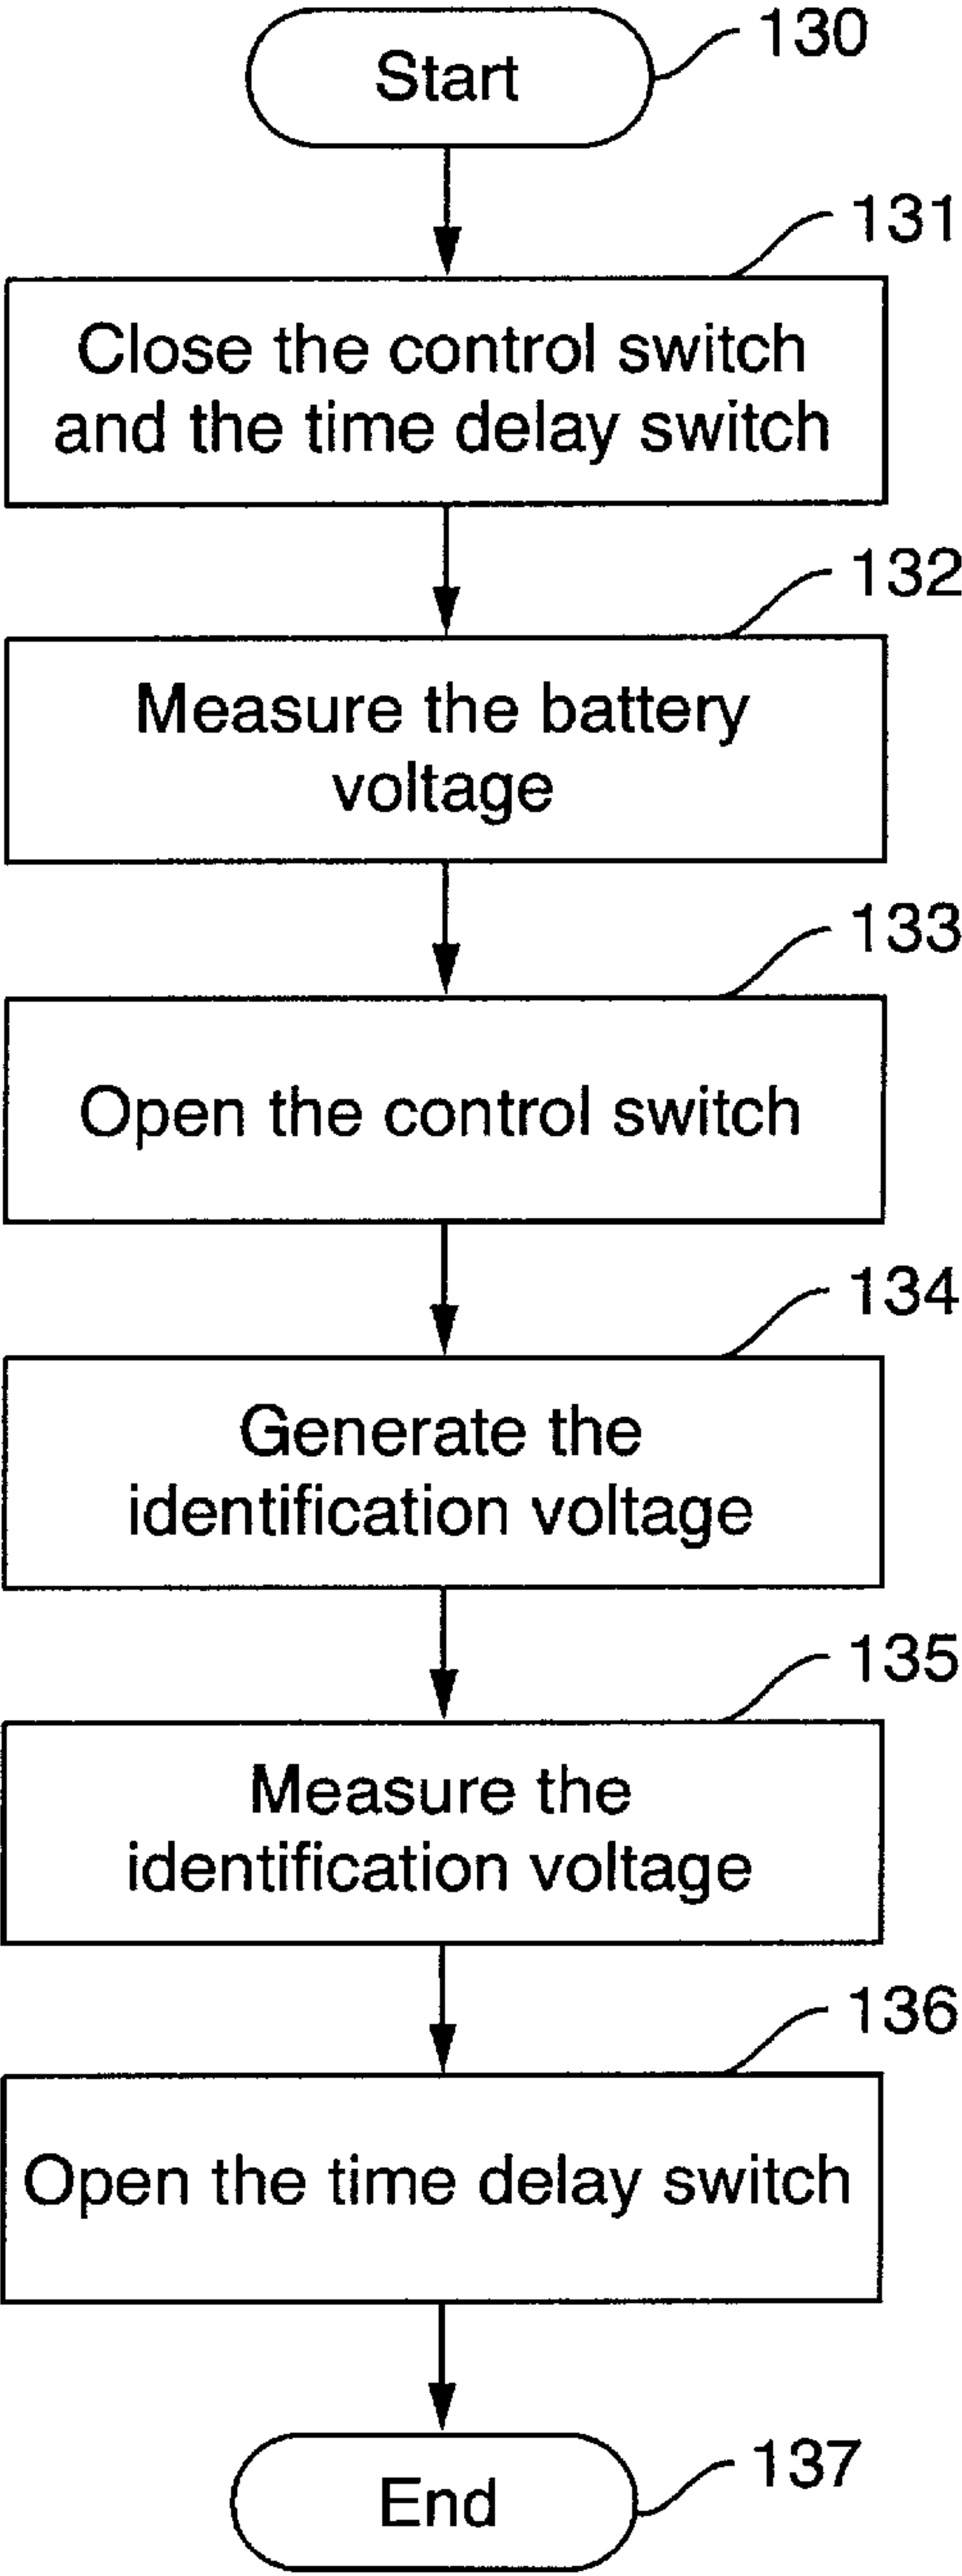 Start
130
131
Close the control switch
and the time delay switch
132
Measure the battery
voltage
133
Open the control switch
134
Generate the
identification voltage
135
Measure the
identification voltage
136
Open the time delay switch
End
137